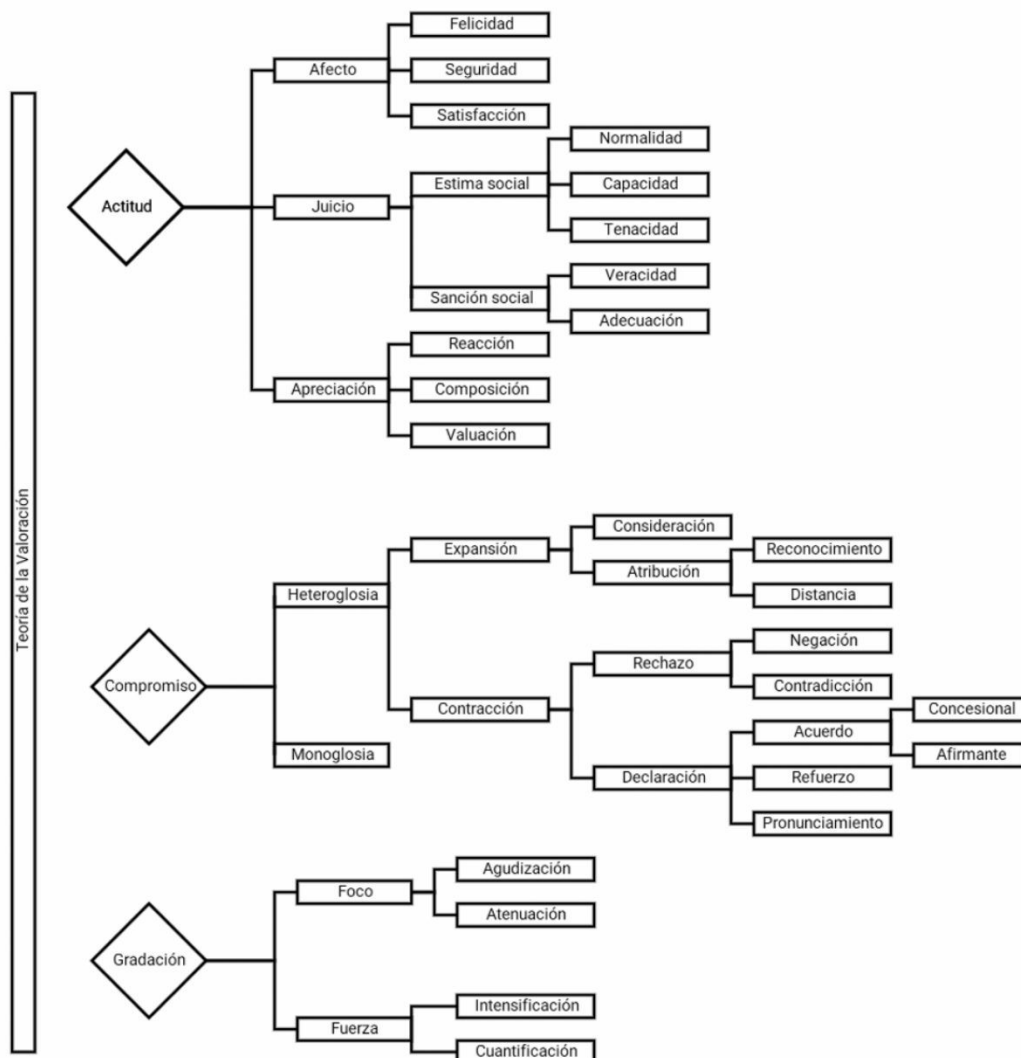 Teoría de la Valoración
Actitud
Afecto
Felicidad
Seguridad
Satisfacción
Juicio
Estima social
Normalidad
Capacidad
Tenacidad
Sanción social
Veracidad
Adecuación
Apreciación
Reacción
Composición
Valuación
Compromiso
Heteroglosia
Expansión
Consideración
Atribución
Reconocimiento
Distancia
Contracción
Rechazo
Negación
Contradicción
Declaración
Acuerdo
Concesional
Afirmante
Refuerzo
Pronunciamiento
Monoglosia
Gradación
Foco
Agudización
Atenuación
Fuerza
Intensificación
Cuantificación